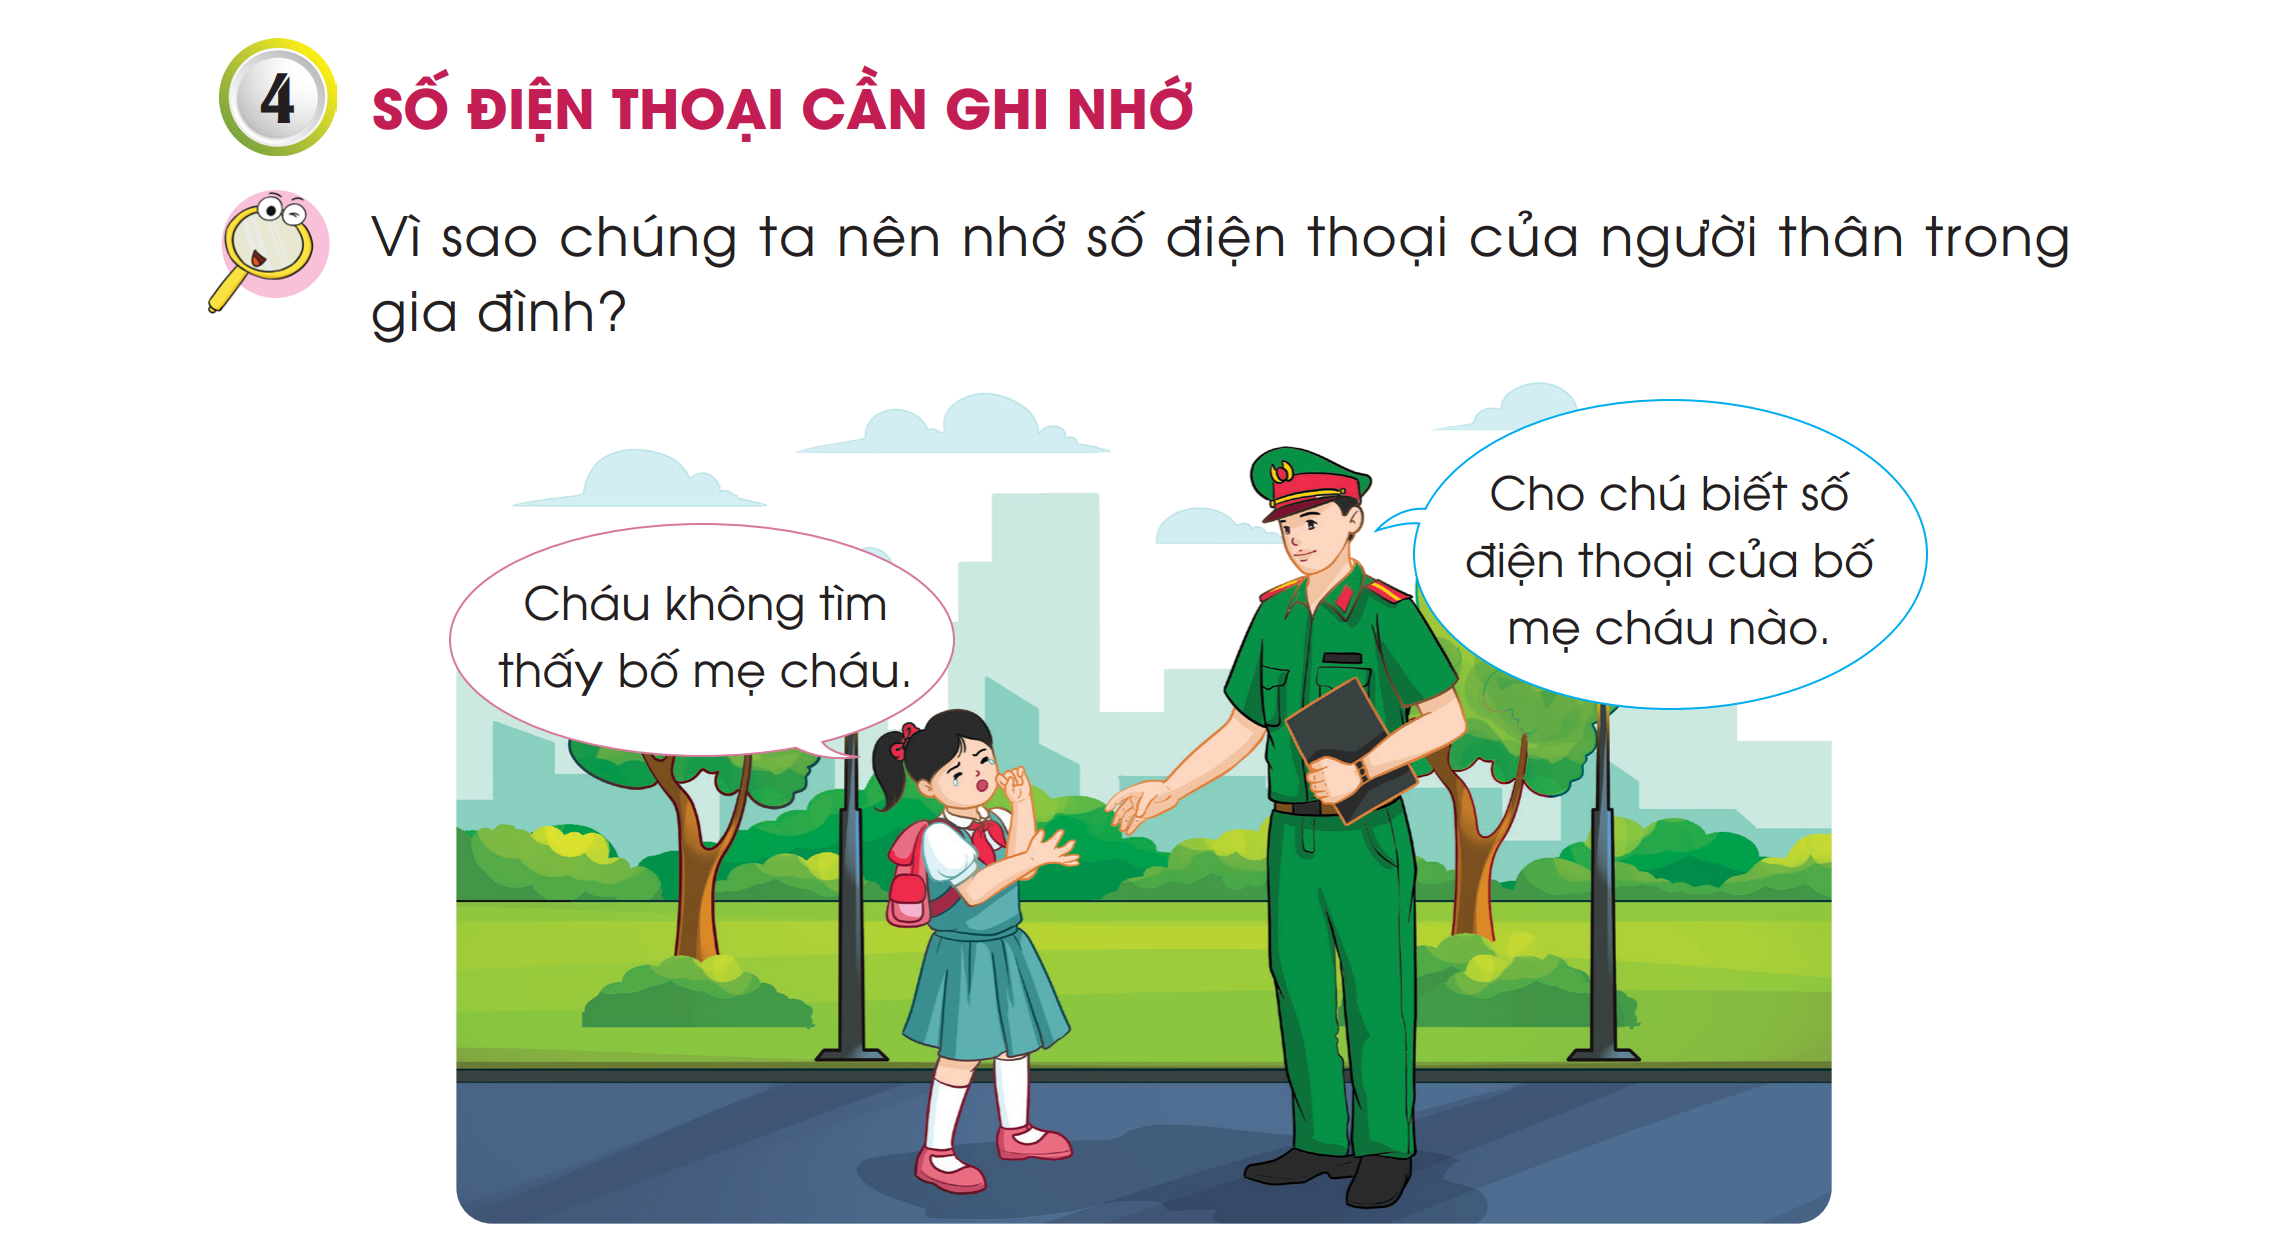 4
SỐ ĐIỆN THOẠI CẦN GHI NHỚ
Vì sao chúng ta nên nhớ số điện thoại của người thân trong
gia đình?
Cháu không tìm
thấy bố mẹ cháu.
Cho chú biết số
điện thoại của bố
mẹ cháu nào.